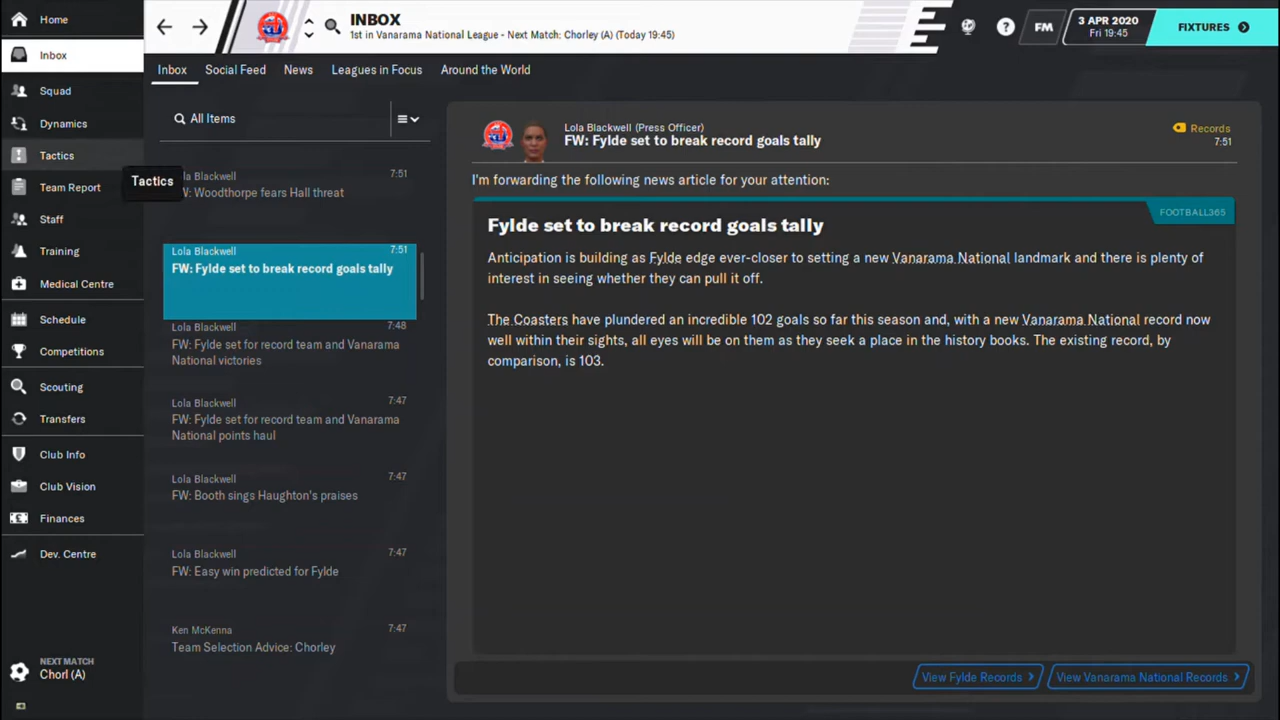 Home
Inbox
Squad
Dynamics
Tactics
Team Report
Staff
Training
Medical Centre
Schedule
Competitions
Scouting
Transfers
Club Info
Club Vision
Finances
Dev. Centre
NEXT MATCH
Chorl (A)
Tactics
INBOX
1st in Vanarama National League - Next Match: Chorley (A) (Today 19:45)
?
FM
3 APR 2020
Fri 19:45
FIXTURES
Inbox Social Feed News Leagues in Focus Around the World
All Items
Blackwell 7:51
: Woodthorpe fears Hall threat
Lola Blackwell 7:51
FW: Fylde set to break record goals tally
Lola Blackwell 7:48
FW: Fylde set for record team and Vanarama
National victories
Lola Blackwell 7:47
FW: Fylde set for record team and Vanarama
National points haul
Lola Blackwell 7:47
FW: Booth sings Haughton's praises
Lola Blackwell 7:47
FW: Easy win predicted for Fylde
Ken McKenna 7:47
Team Selection Advice: Chorley
Lola Blackwell (Press Officer)
FW: Fylde set to break record goals tally
Records
7:51
I'm forwarding the following news article for your attention:
FOOTBALL365
Fylde set to break record goals tally
Anticipation is building as Fylde edge ever-closer to setting a new Vanarama National landmark and there is plenty of
interest in seeing whether they can pull it off.
The Coasters have plundered an incredible 102 goals so far this season and, with a new Vanarama National record now
well within their sights, all eyes will be on them as they seek a place in the history books. The existing record, by
comparison, is 103.
View Fylde Records
View Vanarama National Records